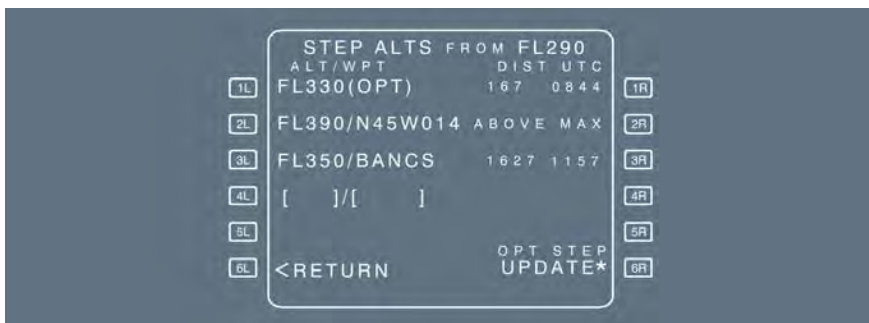 STEP ALTS FROM FL290
ALT/WPT DIST UTC
1L FL330(OPT) 167 0844 1R
2L FL390/N45W014 ABOVE MAX 2R
3L FL350/BANCS 1627 1157 3R
4L [ ]/[ ] 4R
5L 5R
OPT STEP
6L <RETURN UPDATE* 6R